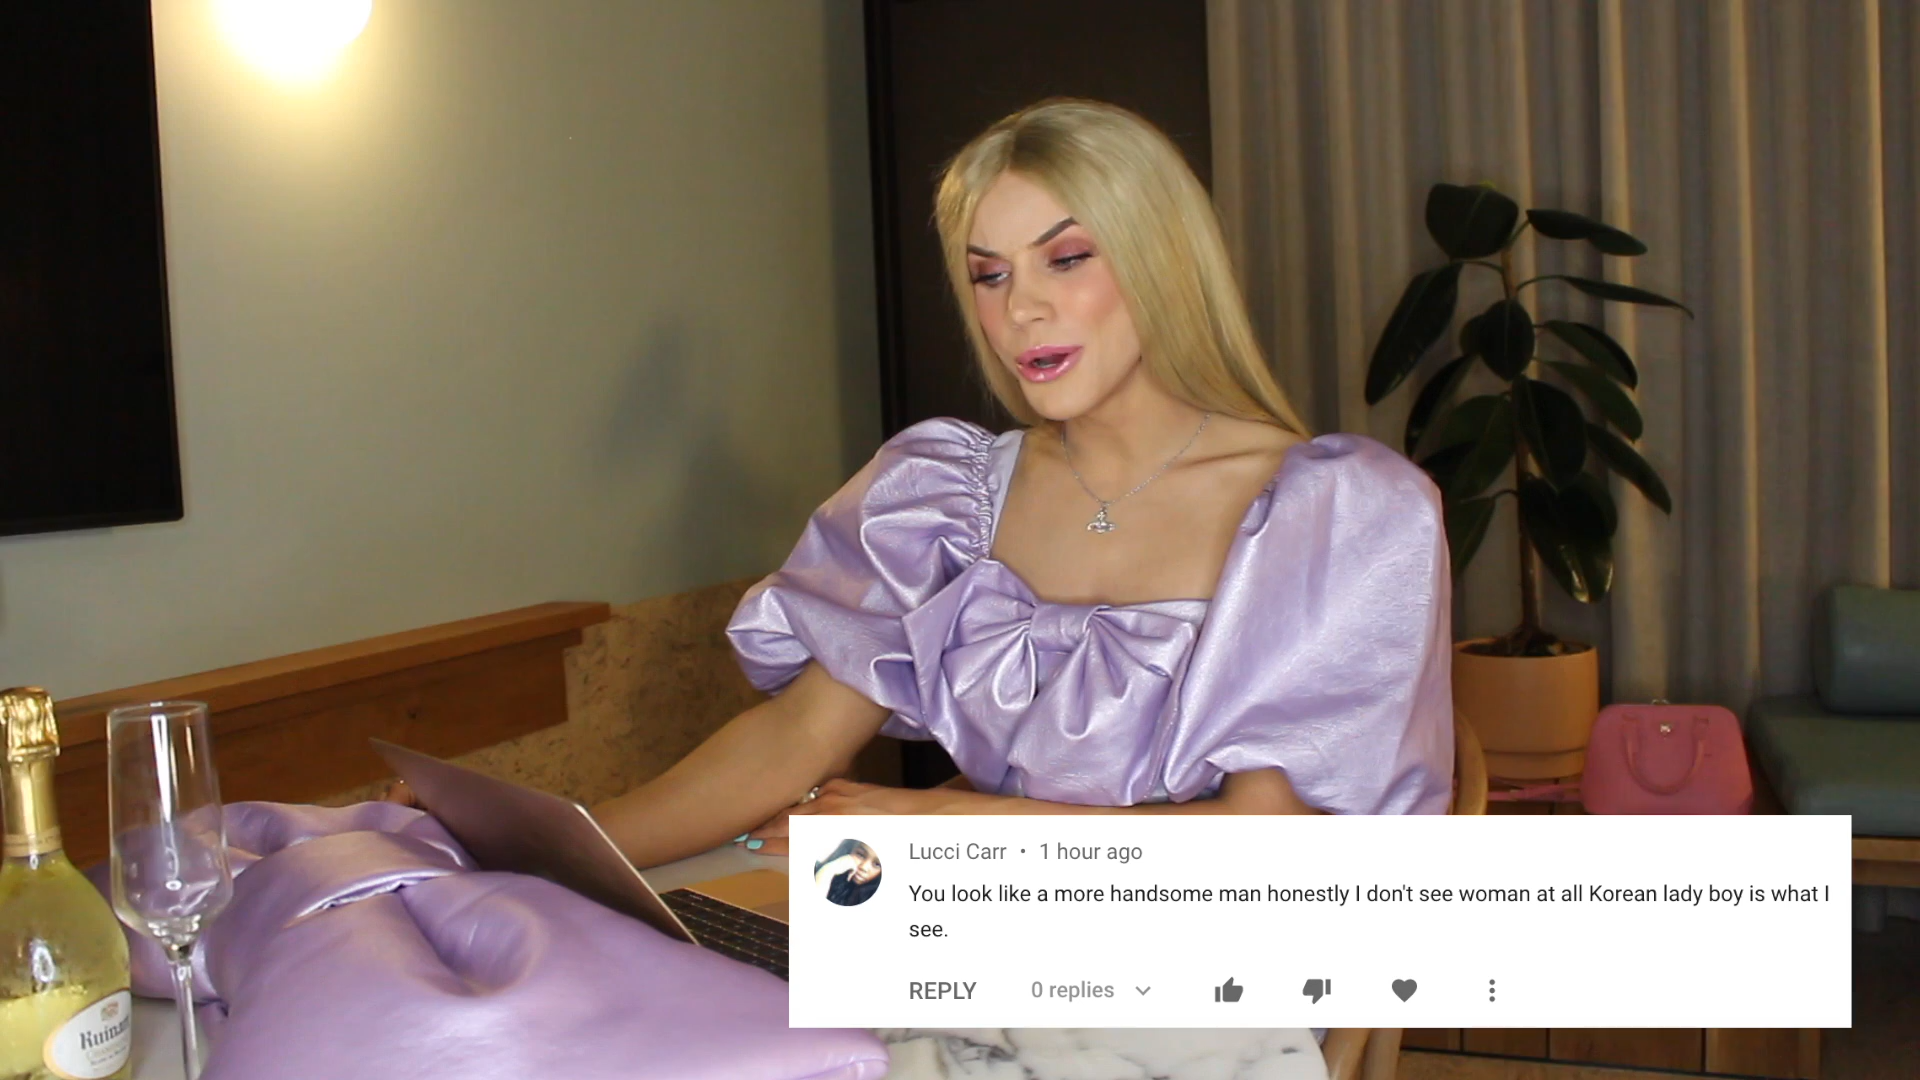 Lucci Carr • 1 hour ago
You look like a more handsome man honestly I don't see woman at all Korean lady boy is what I
see.
REPLY 0 replies
Ruinart